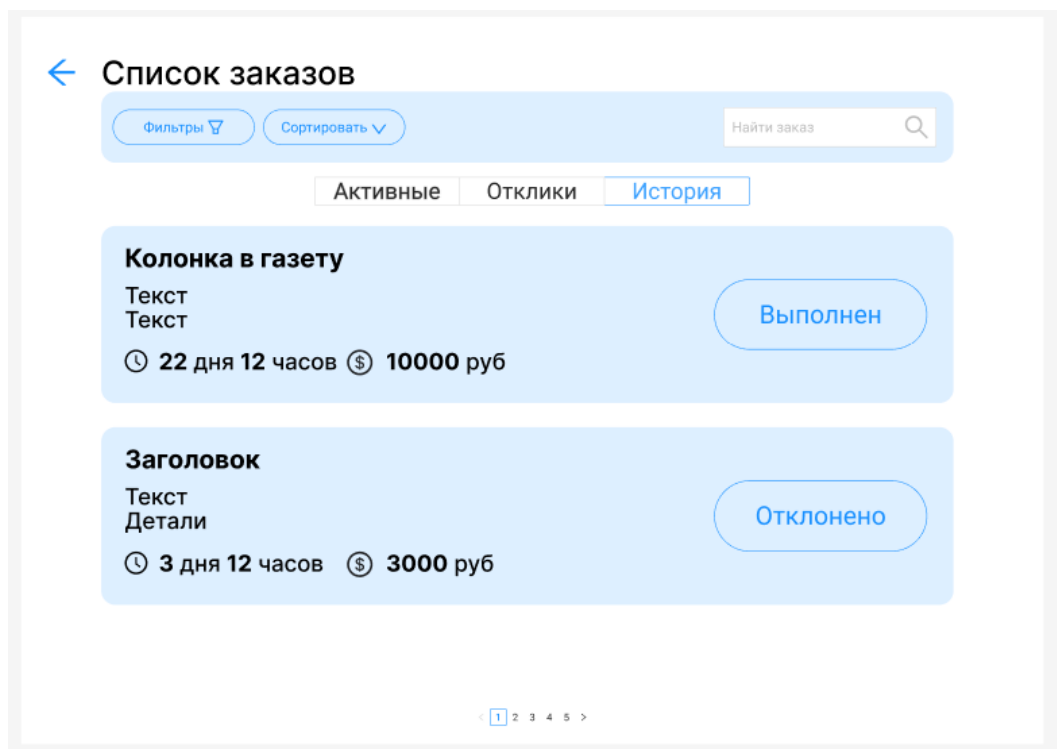 Список заказов
Фильтры
Сортировать
Найти заказ
Активные Отклики История
Колонка в газету
Текст
Текст
22 дня 12 часов $ 10000 руб
Выполнен
Заголовок
Текст
Детали
3 дня 12 часов $ 3000 руб
Отклонено
< 1 2 3 4 5 >